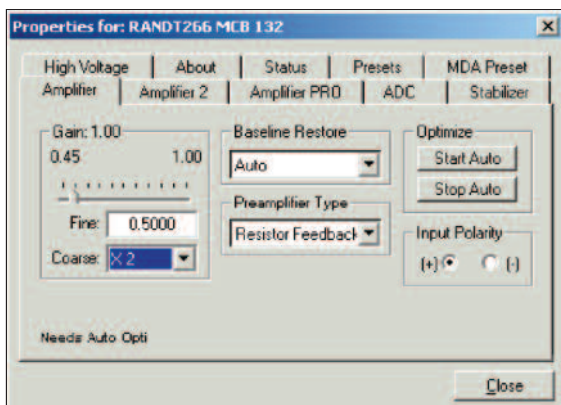 Properties for: RANDT266 MCB 132
High Voltage About Status Presets MDA Preset
Amplifier Amplifier 2 Amplifier PRO ADC Stabilizer
Gain: 1.00
0.45 1.00
Fine: 0.5000
Coarse: X 2
Baseline Restore
Auto
Preamplifier Type
Resistor Feedback
Optimize
Start Auto
Stop Auto
Input Polarity
(+) (-)
Needs Auto Opti
Close